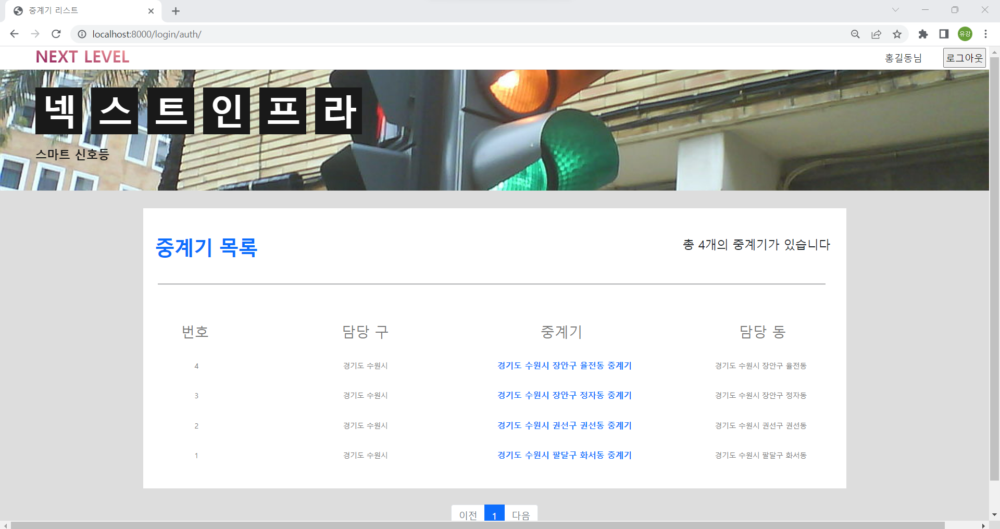 중계기 리스트
localhost:8000/login/auth/
유강
NEXT LEVEL
홍길동님
로그아웃
넥스트인프라
스마트 신호등
중계기 목록
총 4개의 중계기가 있습니다
번호 담당 구 중계기 담당 동
4 경기도 수원시 경기도 수원시 장안구 율전동 중계기 경기도 수원시 장안구 율전동
3 경기도 수원시 경기도 수원시 장안구 정자동 중계기 경기도 수원시 장안구 정자동
2 경기도 수원시 경기도 수원시 권선구 권선동 중계기 경기도 수원시 권선구 권선동
1 경기도 수원시 경기도 수원시 팔달구 화서동 중계기 경기도 수원시 팔달구 화서동
이전 1 다음